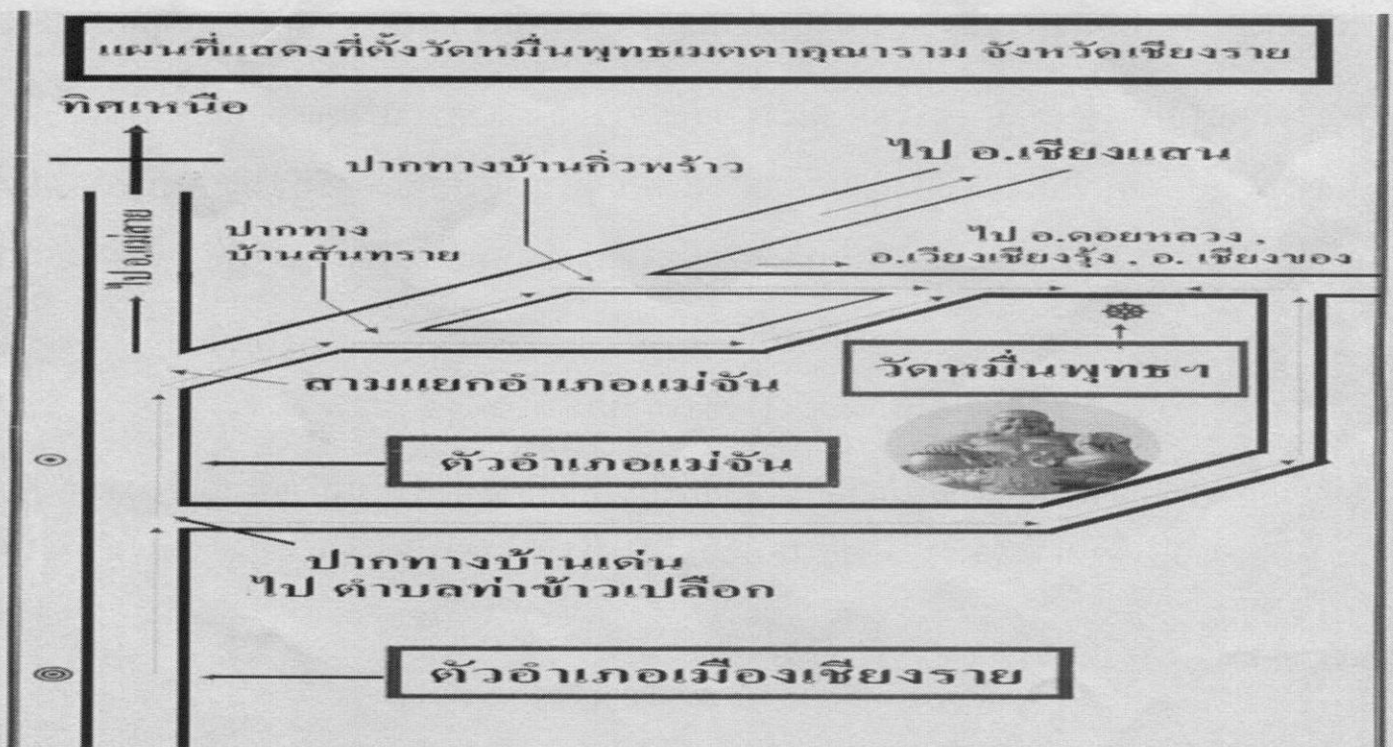 แผนที่แสดงที่ตั้งวัดหมื่นพุทธเมตตาคุณาราม จังหวัดเชียงราย
ทิศเหนือ
ไป อ.แม่สาย
ปากทางบ้านกิ่วพร้าว
ไป อ.เชียงแสน
ปากทาง
บ้านสันทราย
ไป อ.ดอยหลวง ,
อ.เวียงเชียงรุ้ง , อ. เชียงของ
สามแยกอำเภอแม่จัน
วัดหมื่นพุทธฯ
ตัวอำเภอแม่จัน
ปากทางบ้านเด่น
ไป ตำบลท่าข้าวเปลือก
ตัวอำเภอเมืองเชียงราย